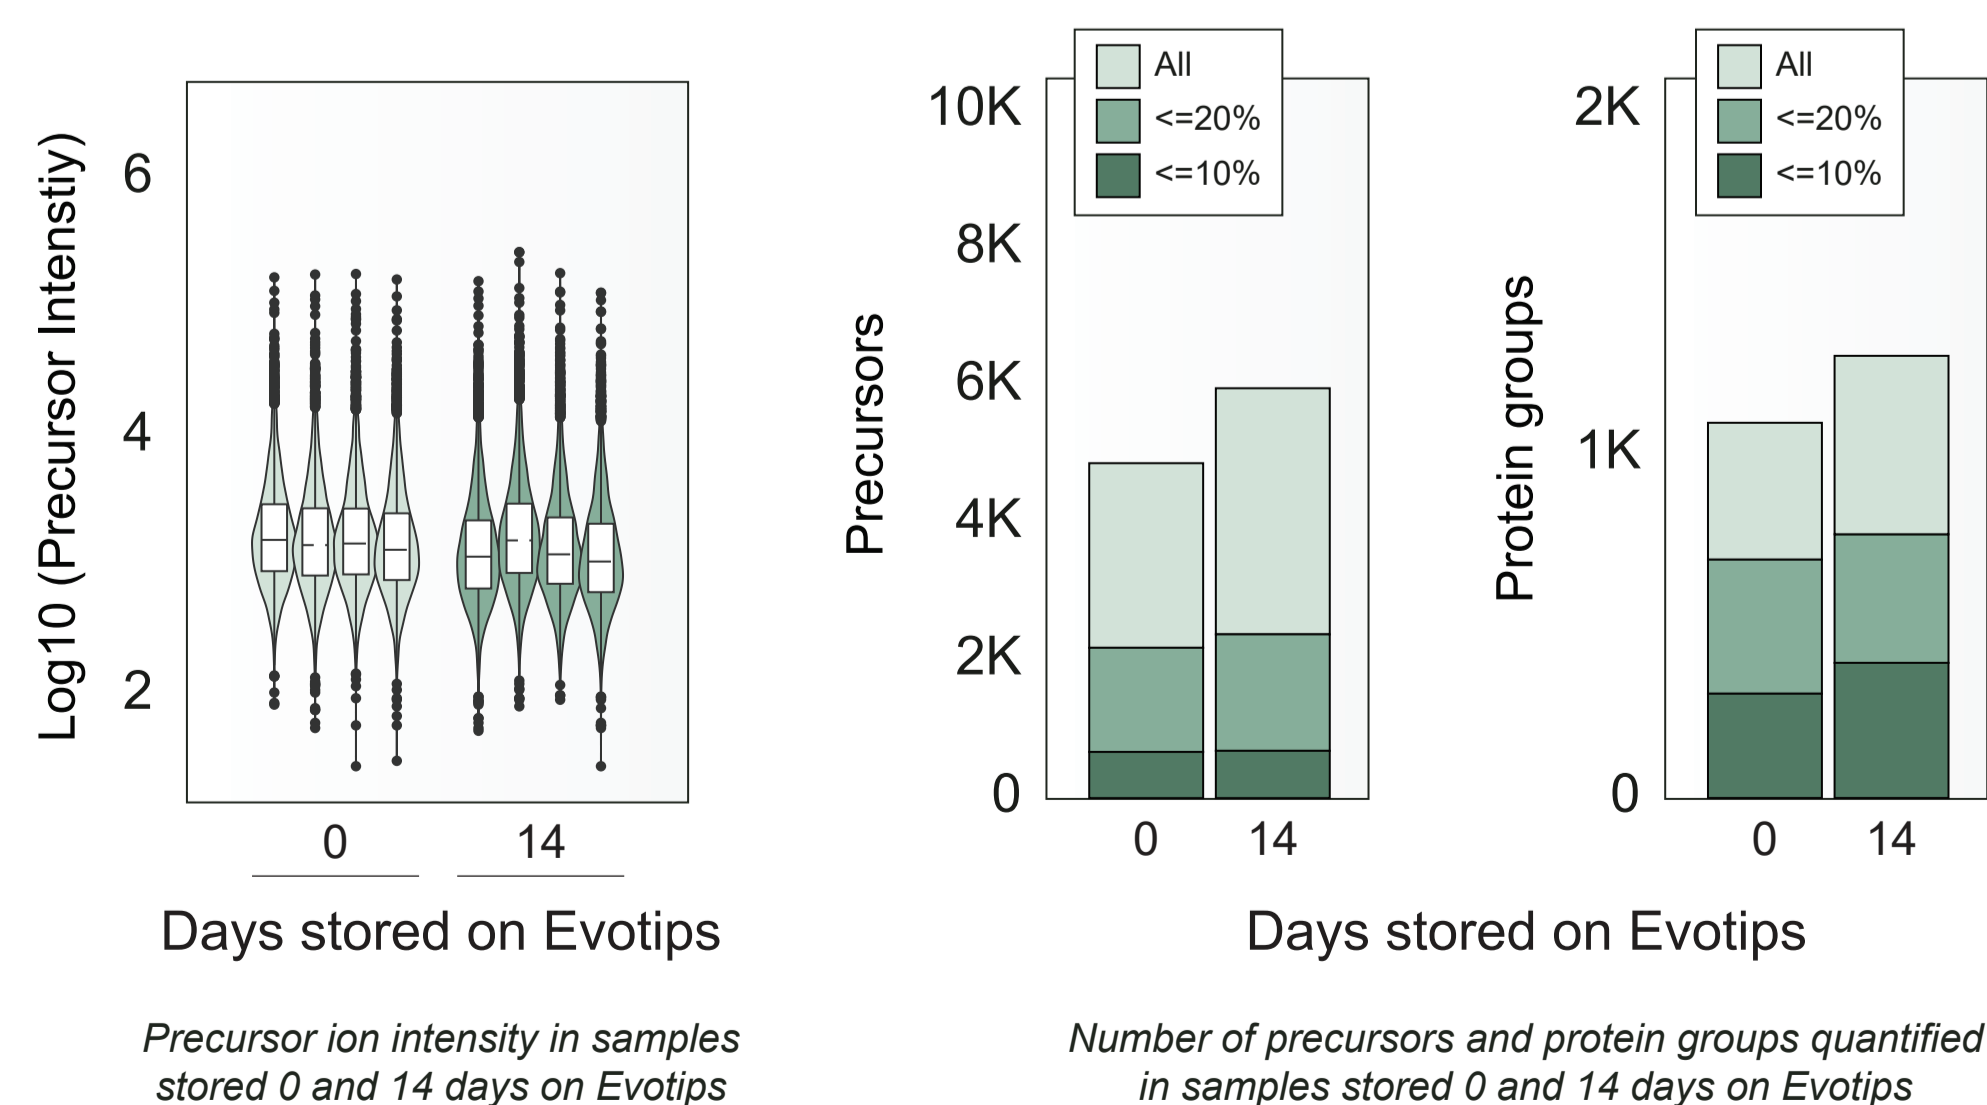 Log10 (Precursor Intenstiy)
6
4
2
0
14
Days stored on Evotips
Precursor ion intensity in samples
stored 0 and 14 days on Evotips
Precursors
10K
8K
6K
4K
2K
0
All
<=20%
<=10%
0
14
Protein groups
2K
1K
0
All
<=20%
<=10%
0
14
Days stored on Evotips
Number of precursors and protein groups quantified
in samples stored 0 and 14 days on Evotips